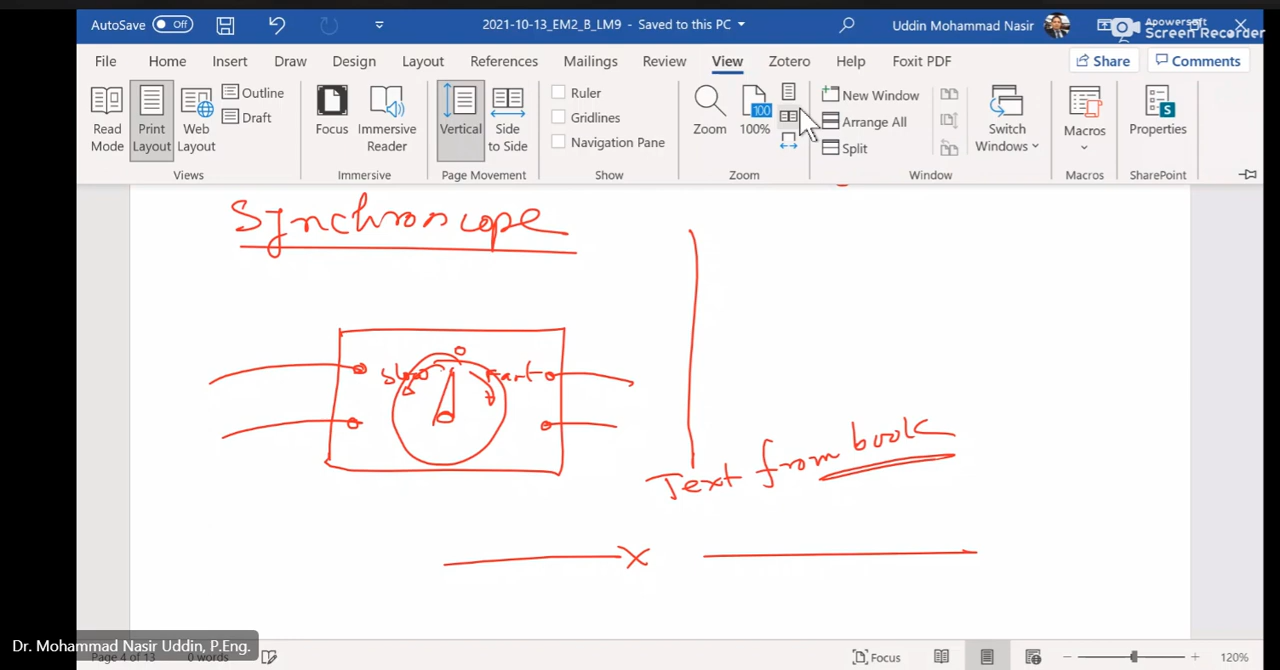 AutoSave Off 2021-10-13_EM2_B_LM9 - Saved to this PC Uddin Mohammad Nasir Apowersoft Screen Recorder
File Home Insert Draw Design Layout References Mailings Review View Zotero Help Foxit PDF Share Comments
Read Mode
Print Layout
Web Layout
Outline
Draft
Views
Focus
Immersive Reader
Immersive
Vertical
Side to Side
Page Movement
Ruler
Gridlines
Navigation Pane
Show
Zoom
100
100%
Zoom
New Window
Arrange All
Split
Switch Windows
Window
Macros
Macros
S
Properties
SharePoint
Synchroscope
0
Slow
Text from book
X
Dr. Mohammad Nasir Uddin, P.Eng.
Page 4 of 13 0 words Focus 120%